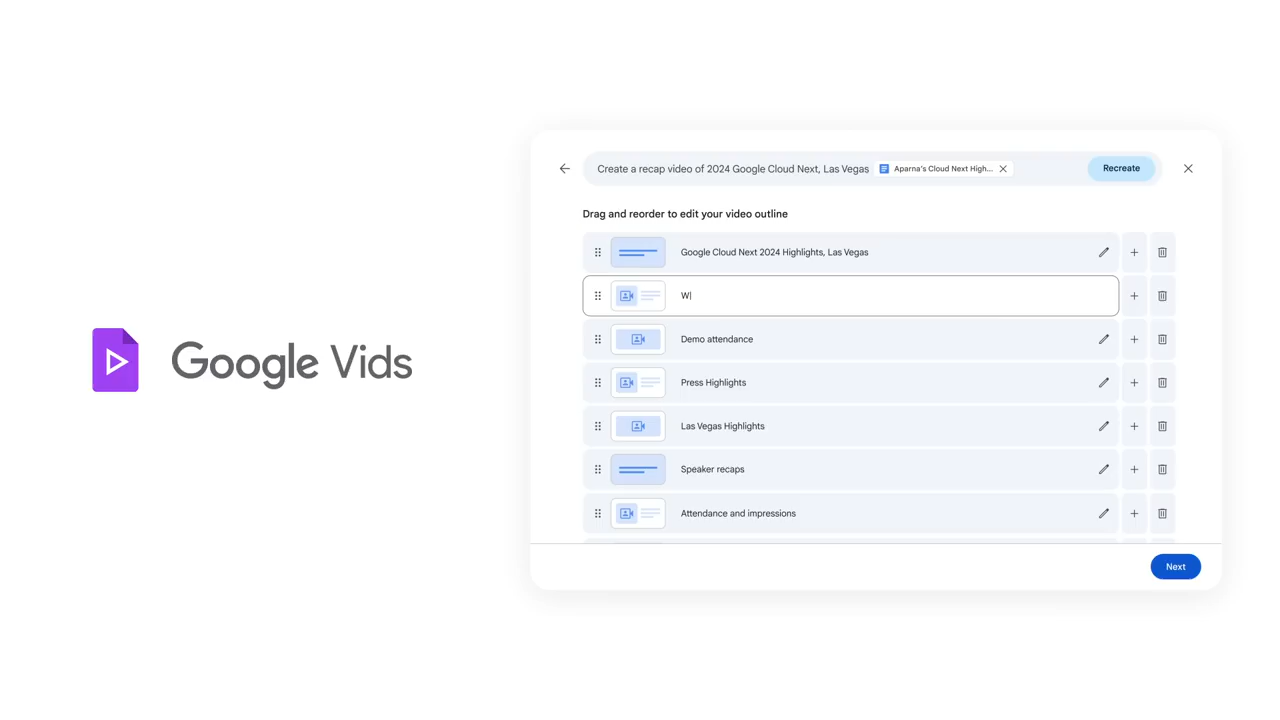 Google Vids
Create a recap video of 2024 Google Cloud Next, Las Vegas Aparna's Cloud Next High... Recreate
Drag and reorder to edit your video outline
Google Cloud Next 2024 Highlights, Las Vegas
W
Demo attendance
Press Highlights
Las Vegas Highlights
Speaker recaps
Attendance and impressions
Next